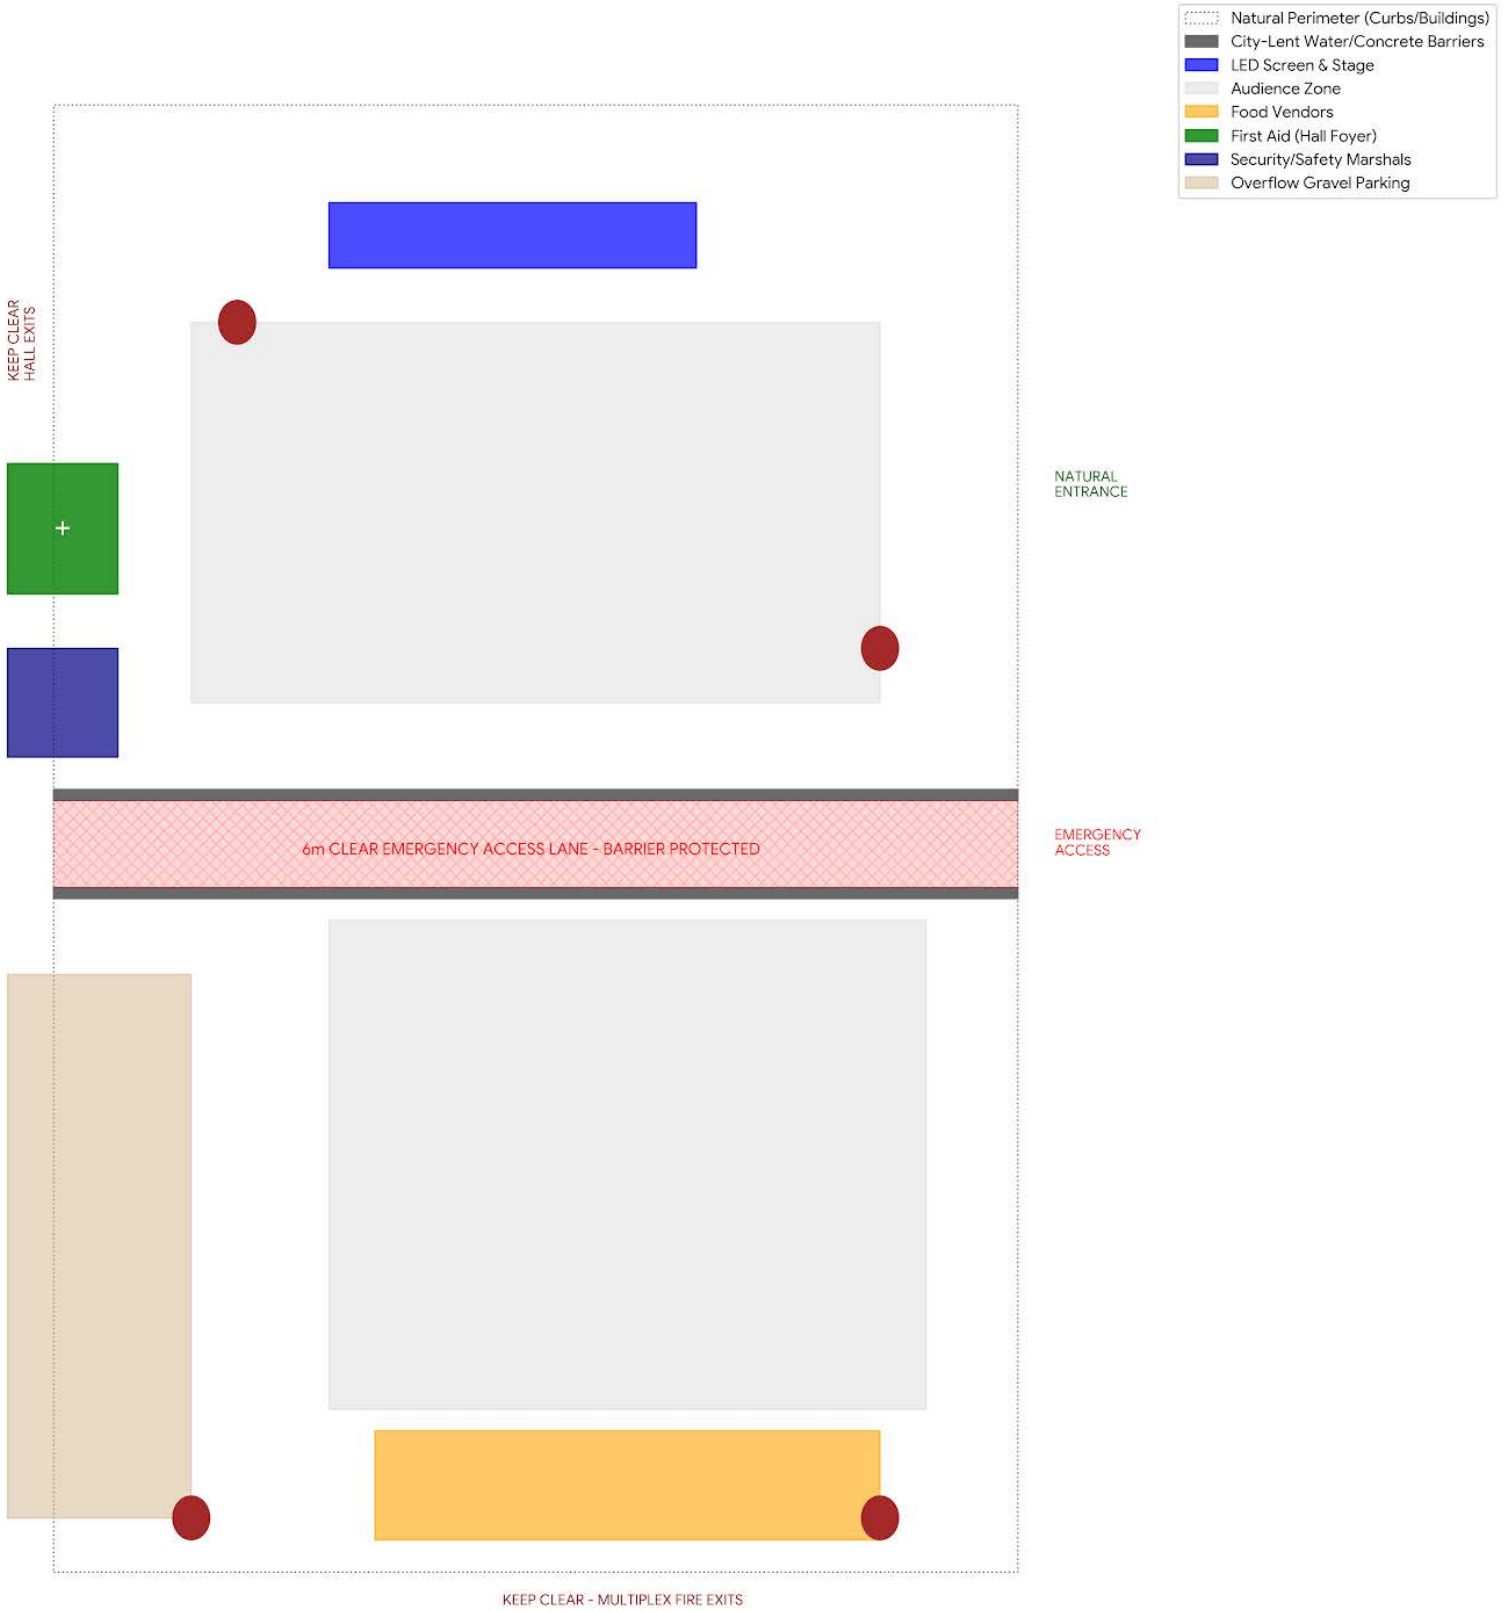 Natural Perimeter (Curbs/Buildings)
City-Lent Water/Concrete Barriers
LED Screen & Stage
Audience Zone
Food Vendors
First Aid (Hall Foyer)
Security/Safety Marshals
Overflow Gravel Parking
KEEP CLEAR
HALL EXITS
NATURAL
ENTRANCE
+
6m CLEAR EMERGENCY ACCESS LANE - BARRIER PROTECTED
EMERGENCY
ACCESS
KEEP CLEAR - MULTIPLEX FIRE EXITS